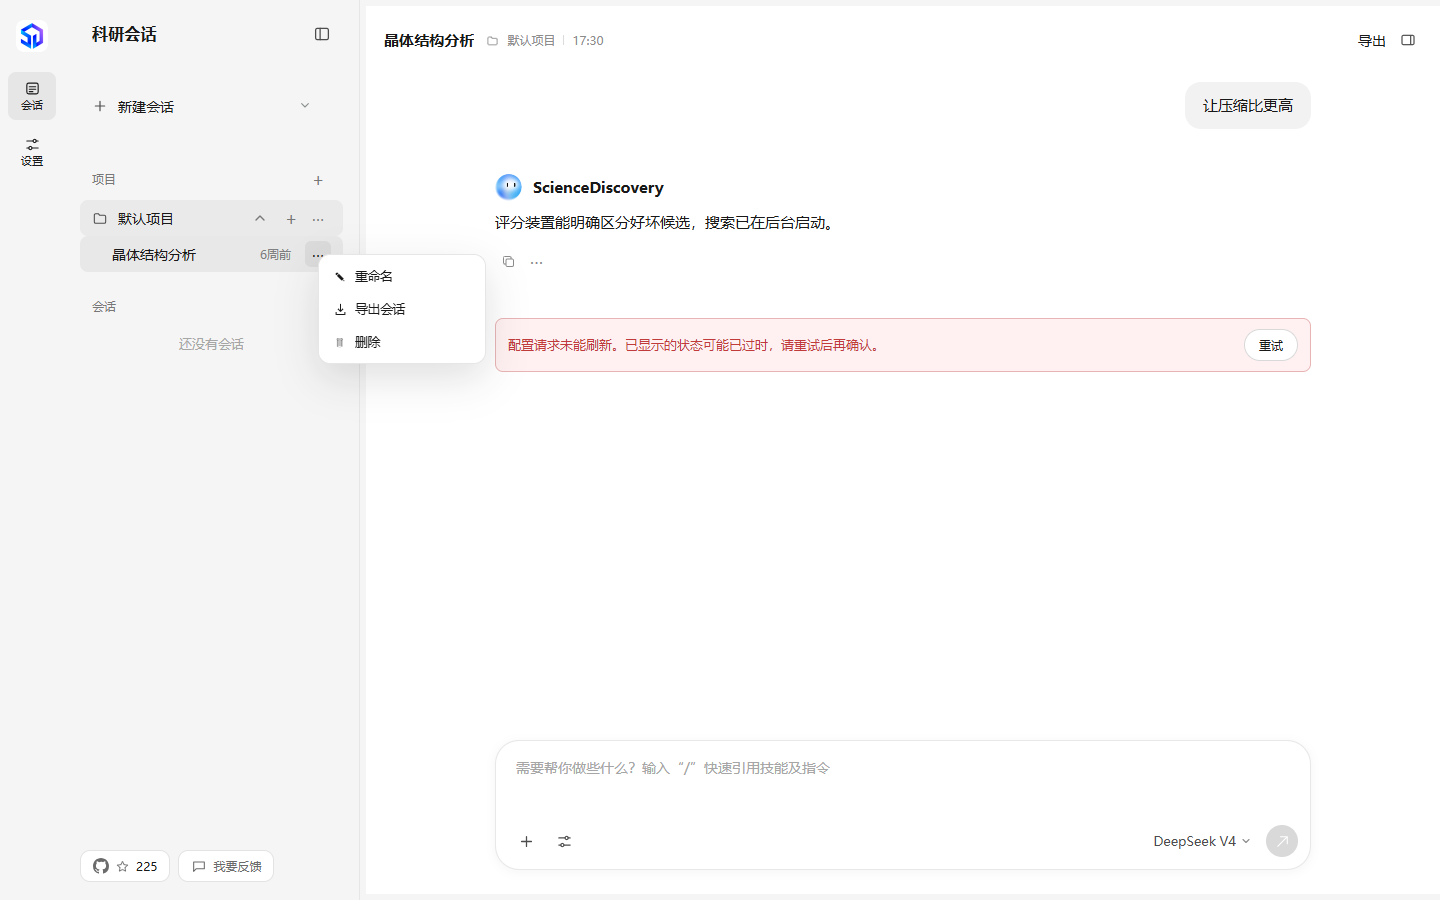 科研会话
会话
设置
新建会话
项目
默认项目
晶体结构分析 6周前
重命名
导出会话
删除
会话
还没有会话
225
我要反馈
晶体结构分析 默认项目 17:30
导出
让压缩比更高
ScienceDiscovery
评分装置能明确区分好坏候选，搜索已在后台启动。
配置请求未能刷新。已显示的状态可能已过时，请重试后再确认。
重试
需要帮你做些什么？输入“/”快速引用技能及指令
DeepSeek V4